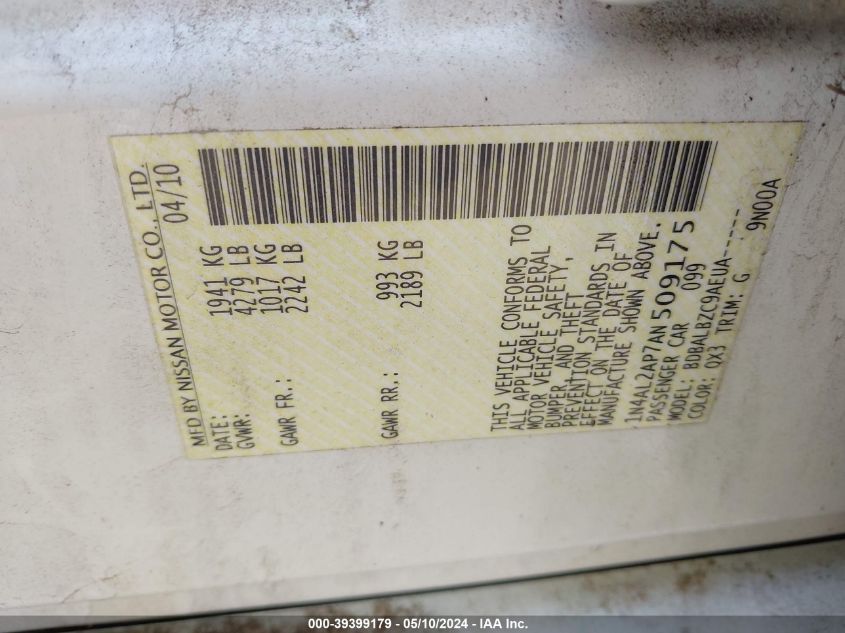 MFD BY NISSAN MOTOR CO., LTD.
DATE: 04/10
GVWR: 1941 KG
4279 LB
GAWR FR.: 1017 KG
2242 LB
GAWR RR.: 993 KG
2189 LB
THIS VEHICLE CONFORMS TO
ALL APPLICABLE FEDERAL
MOTOR VEHICLE SAFETY,
BUMPER, AND THEFT
PREVENTION STANDARDS IN
EFFECT ON THE DATE OF
MANUFACTURE SHOWN ABOVE.
1N4AL2AP7AN509175
PASSENGER CAR 099
MODEL: BDBALBZC9AEUA-----
COLOR: QX3 TRIM: G 9N00A
000-39399179 - 05/10/2024 - IAA Inc.